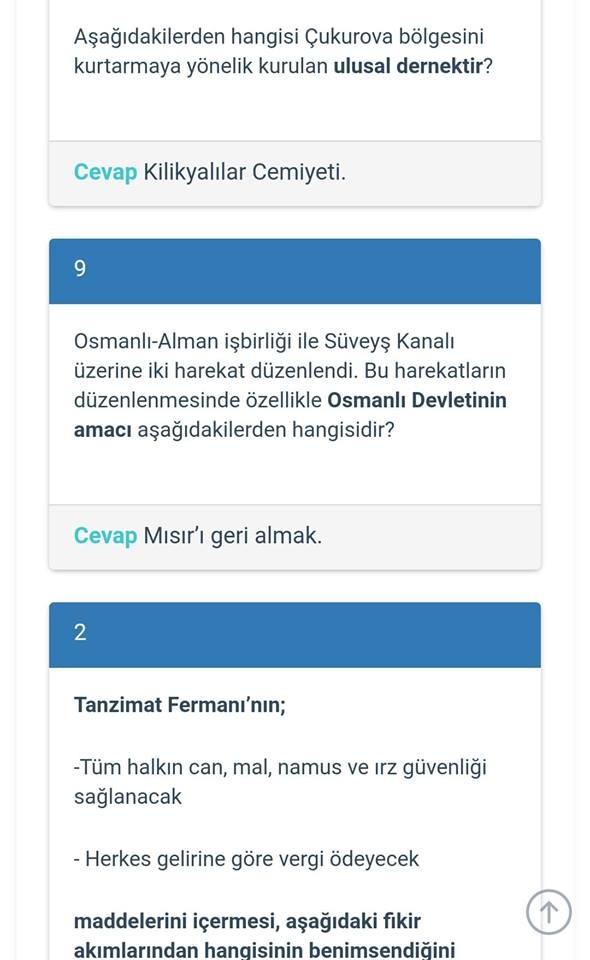 Aşağıdakilerden hangisi Çukurova bölgesini
kurtarmaya yönelik kurulan ulusal dernektir?
Cevap Kilikyalılar Cemiyeti.
9
Osmanlı-Alman işbirliği ile Süveyş Kanalı
üzerine iki harekat düzenlendi. Bu harekatların
düzenlenmesinde özellikle Osmanlı Devletinin
amacı aşağıdakilerden hangisidir?
Cevap Mısır’ı geri almak.
2
Tanzimat Fermanı’nın;
-Tüm halkın can, mal, namus ve ırz güvenliği
sağlanacak
- Herkes gelirine göre vergi ödeyecek
maddelerini içermesi, aşağıdaki fikir
akımlarından hangisinin benimsendiğini